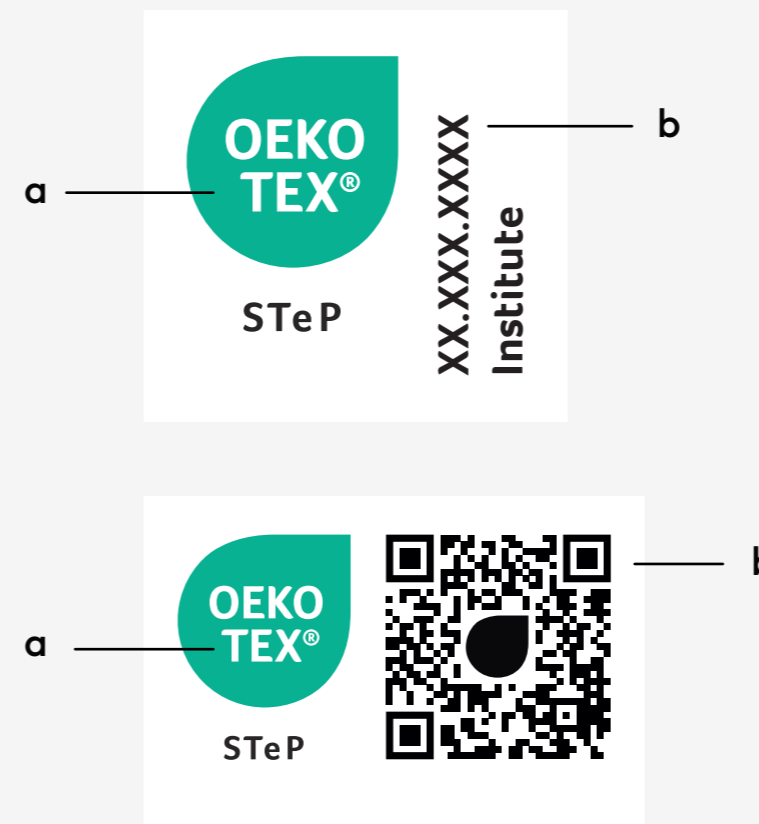 OEKO
TEX®
STeP
XX.XXX.XXXX
Institute
a
b
OEKO
TEX®
STeP
a
b